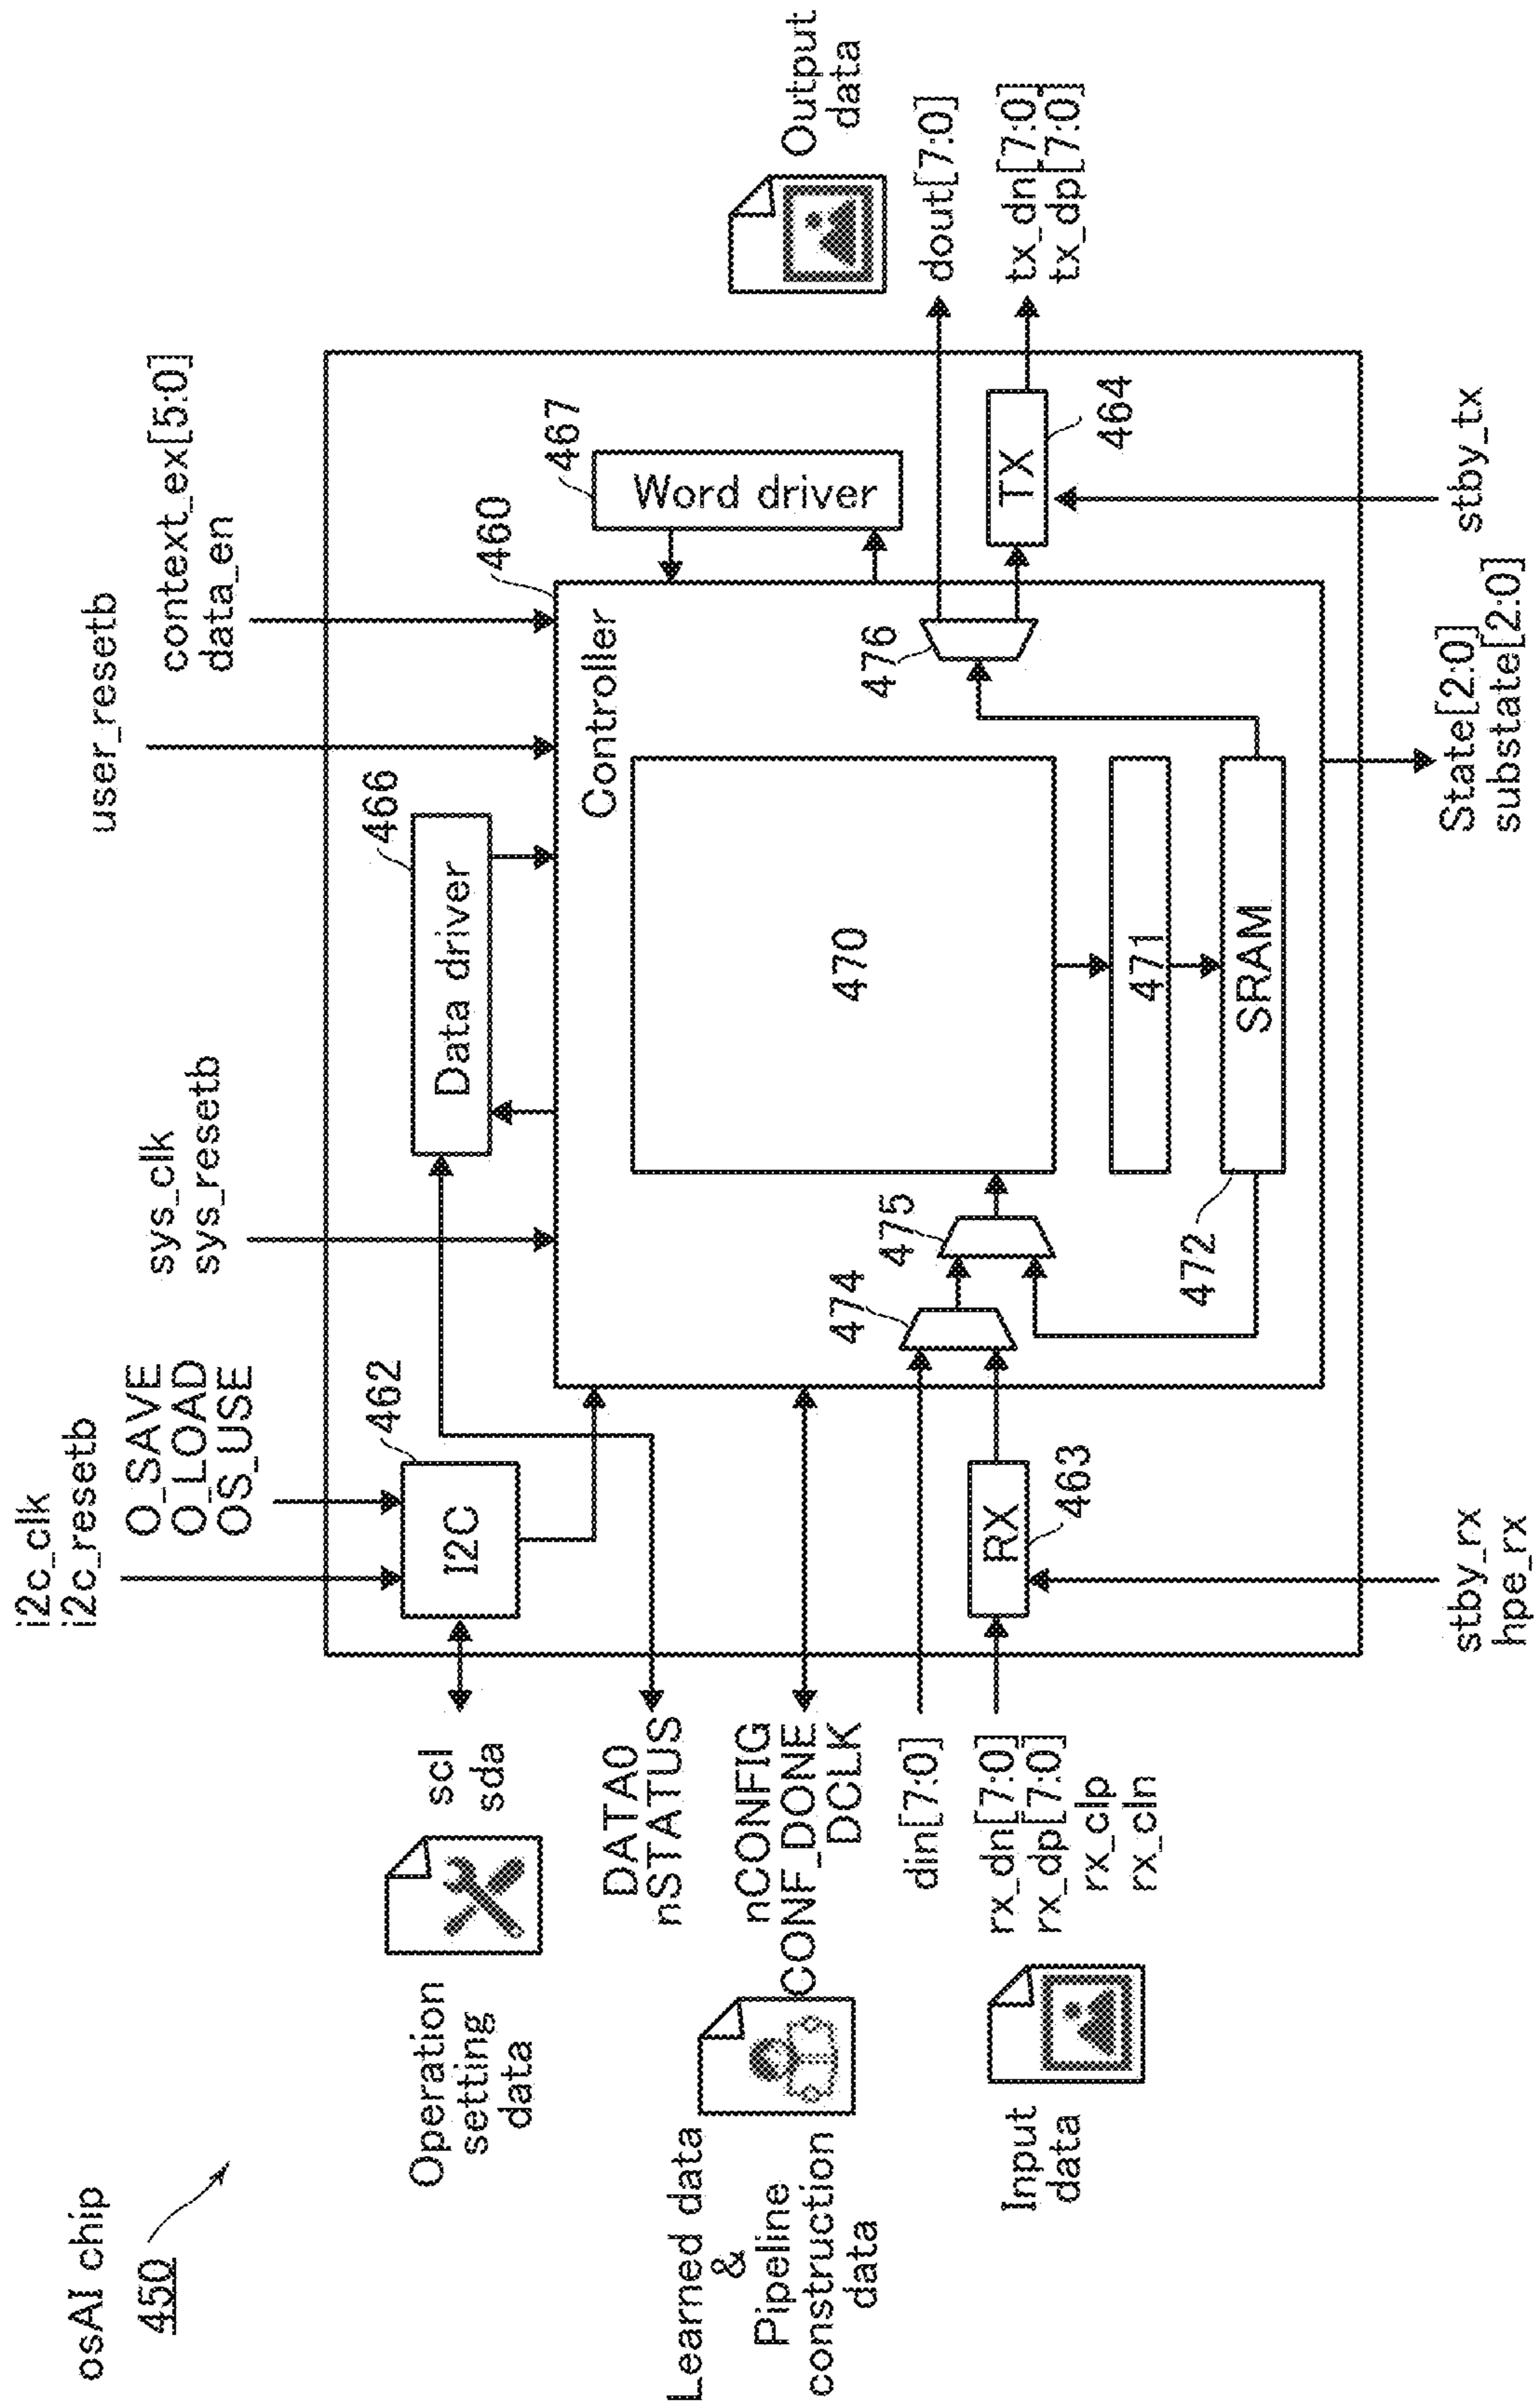 osAI chip
450
i2c_clk
i2c_resetb
O_SAVE
O_LOAD
OS_USE
sys_clk
sys_resetb
user_resetb
context_ex[5:0]
data_en
Operation
setting
data
scl
sda
I2C
462
Data driver
466
467
Word driver
460
Controller
DATA0
nSTATUS
Learned data
&
Pipeline
construction
data
nCONFIG
CONF_DONE
DCLK
470
471
SRAM
472
474
475
476
Input
data
din[7:0]
rx_dn[7:0]
rx_dp[7:0]
rx_clp
rx_cln
RX
463
TX
464
Output
data
dout[7:0]
tx_dn[7:0]
tx_dp[7:0]
stby_rx
hpe_rx
State[2:0]
substate[2:0]
stby_tx